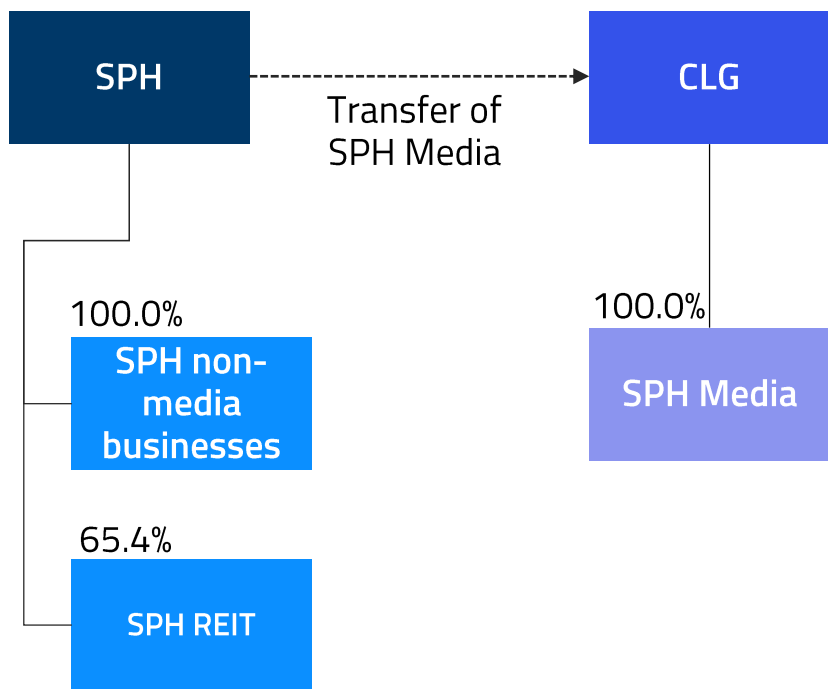 SPH
CLG
Transfer of
SPH Media
100.0%
SPH non-
media
businesses
100.0%
SPH Media
65.4%
SPH REIT